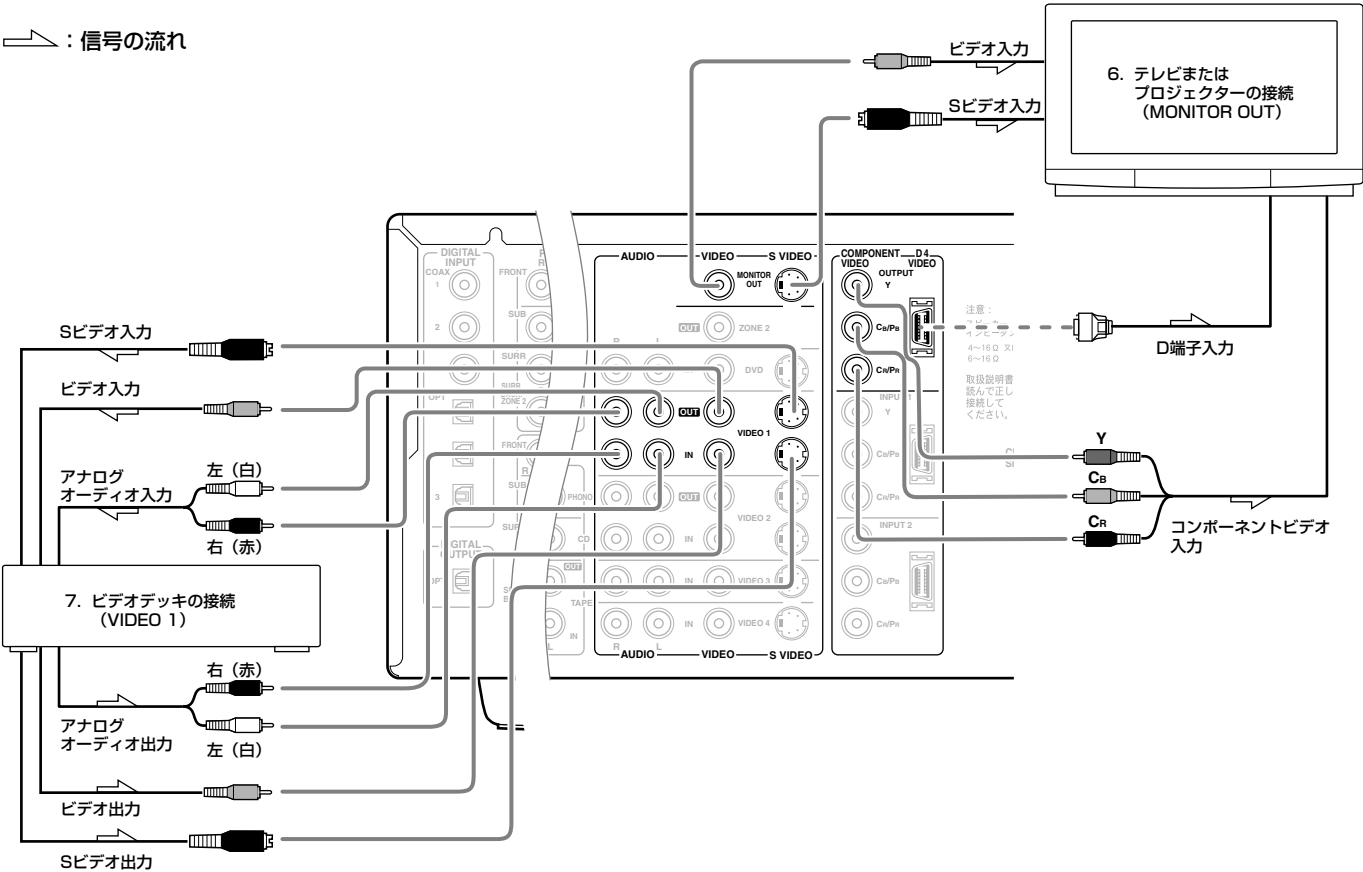 ：信号の流れ
ビデオ入力
Sビデオ入力
6. テレビまたは
プロジェクターの接続
（MONITOR OUT）
DIGITAL
INPUT
COAX
1
2
OPT
3
DIGITAL
OUTPUT
OPT
FRONT
SUB
SURR
SURR
ZONE 2
FRONT
R
SUB
PHONO
CD
OUT
TAPE
IN
L
AUDIO
VIDEO
S VIDEO
MONITOR
OUT
OUT
ZONE 2
R
L
IN
DVD
OUT
VIDEO 1
IN
OUT
VIDEO 2
IN
IN
VIDEO 3
IN
VIDEO 4
R
L
AUDIO
VIDEO
S VIDEO
COMPONENT
VIDEO
D4
VIDEO
OUTPUT
Y
CB/PB
CR/PR
INPUT 1
Y
CB/PB
CR/PR
INPUT 2
Y
CB/PB
CR/PR
注意：
4〜16Ω
6〜16Ω
取扱説明書
読んで正し
接続して
ください。
D端子入力
Y
CB
CR
コンポーネントビデオ
入力
Sビデオ入力
ビデオ入力
アナログ
オーディオ入力
左（白）
右（赤）
7. ビデオデッキの接続
（VIDEO 1）
右（赤）
アナログ
オーディオ出力
左（白）
ビデオ出力
Sビデオ出力